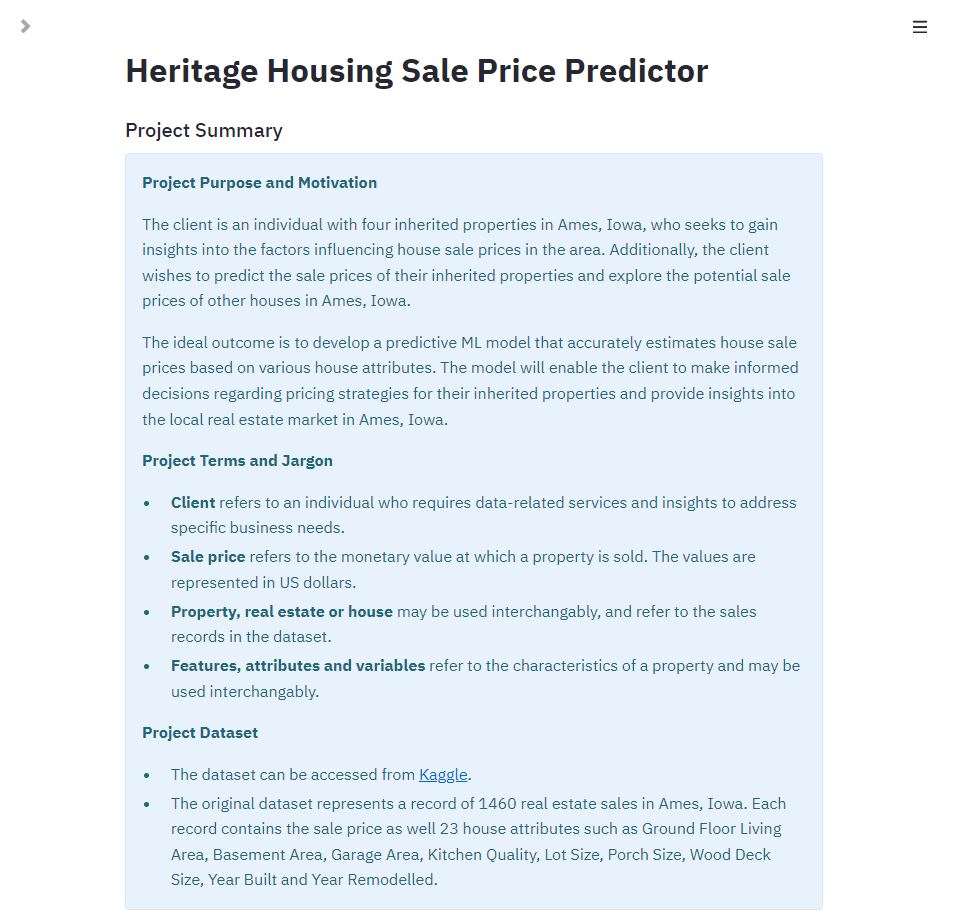 Heritage Housing Sale Price Predictor
Project Summary
Project Purpose and Motivation
The client is an individual with four inherited properties in Ames, Iowa, who seeks to gain
insights into the factors influencing house sale prices in the area. Additionally, the client
wishes to predict the sale prices of their inherited properties and explore the potential sale
prices of other houses in Ames, Iowa.
The ideal outcome is to develop a predictive ML model that accurately estimates house sale
prices based on various house attributes. The model will enable the client to make informed
decisions regarding pricing strategies for their inherited properties and provide insights into
the local real estate market in Ames, Iowa.
Project Terms and Jargon
• Client refers to an individual who requires data-related services and insights to address
specific business needs.
• Sale price refers to the monetary value at which a property is sold. The values are
represented in US dollars.
• Property, real estate or house may be used interchangably, and refer to the sales
records in the dataset.
• Features, attributes and variables refer to the characteristics of a property and may be
used interchangably.
Project Dataset
• The dataset can be accessed from Kaggle.
• The original dataset represents a record of 1460 real estate sales in Ames, Iowa. Each
record contains the sale price as well 23 house attributes such as Ground Floor Living
Area, Basement Area, Garage Area, Kitchen Quality, Lot Size, Porch Size, Wood Deck
Size, Year Built and Year Remodelled.